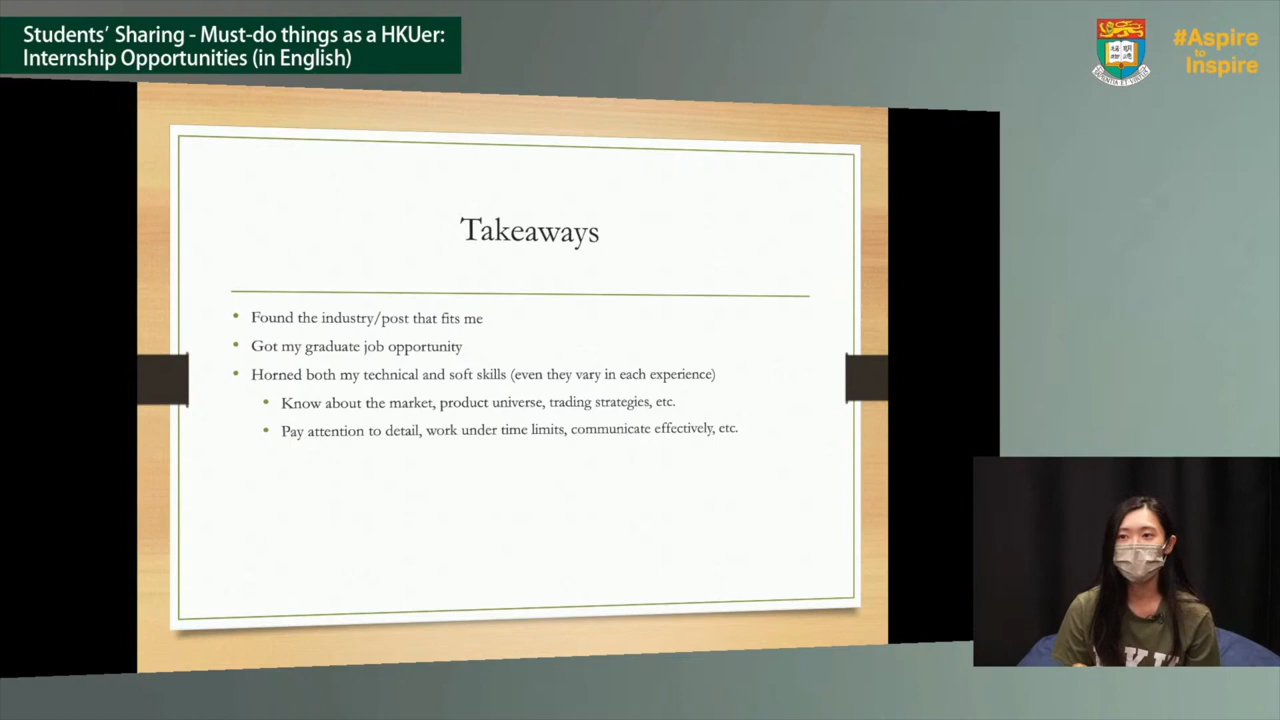 Students' Sharing - Must-do things as a HKUer:
Internship Opportunities (in English)
#Aspire
to
Inspire
SAPIENTIA ET VIRTUS
Takeaways
• Found the industry/post that fits me
• Got my graduate job opportunity
• Horned both my technical and soft skills (even they vary in each experience)
• Know about the market, product universe, trading strategies, etc.
• Pay attention to detail, work under time limits, communicate effectively, etc.